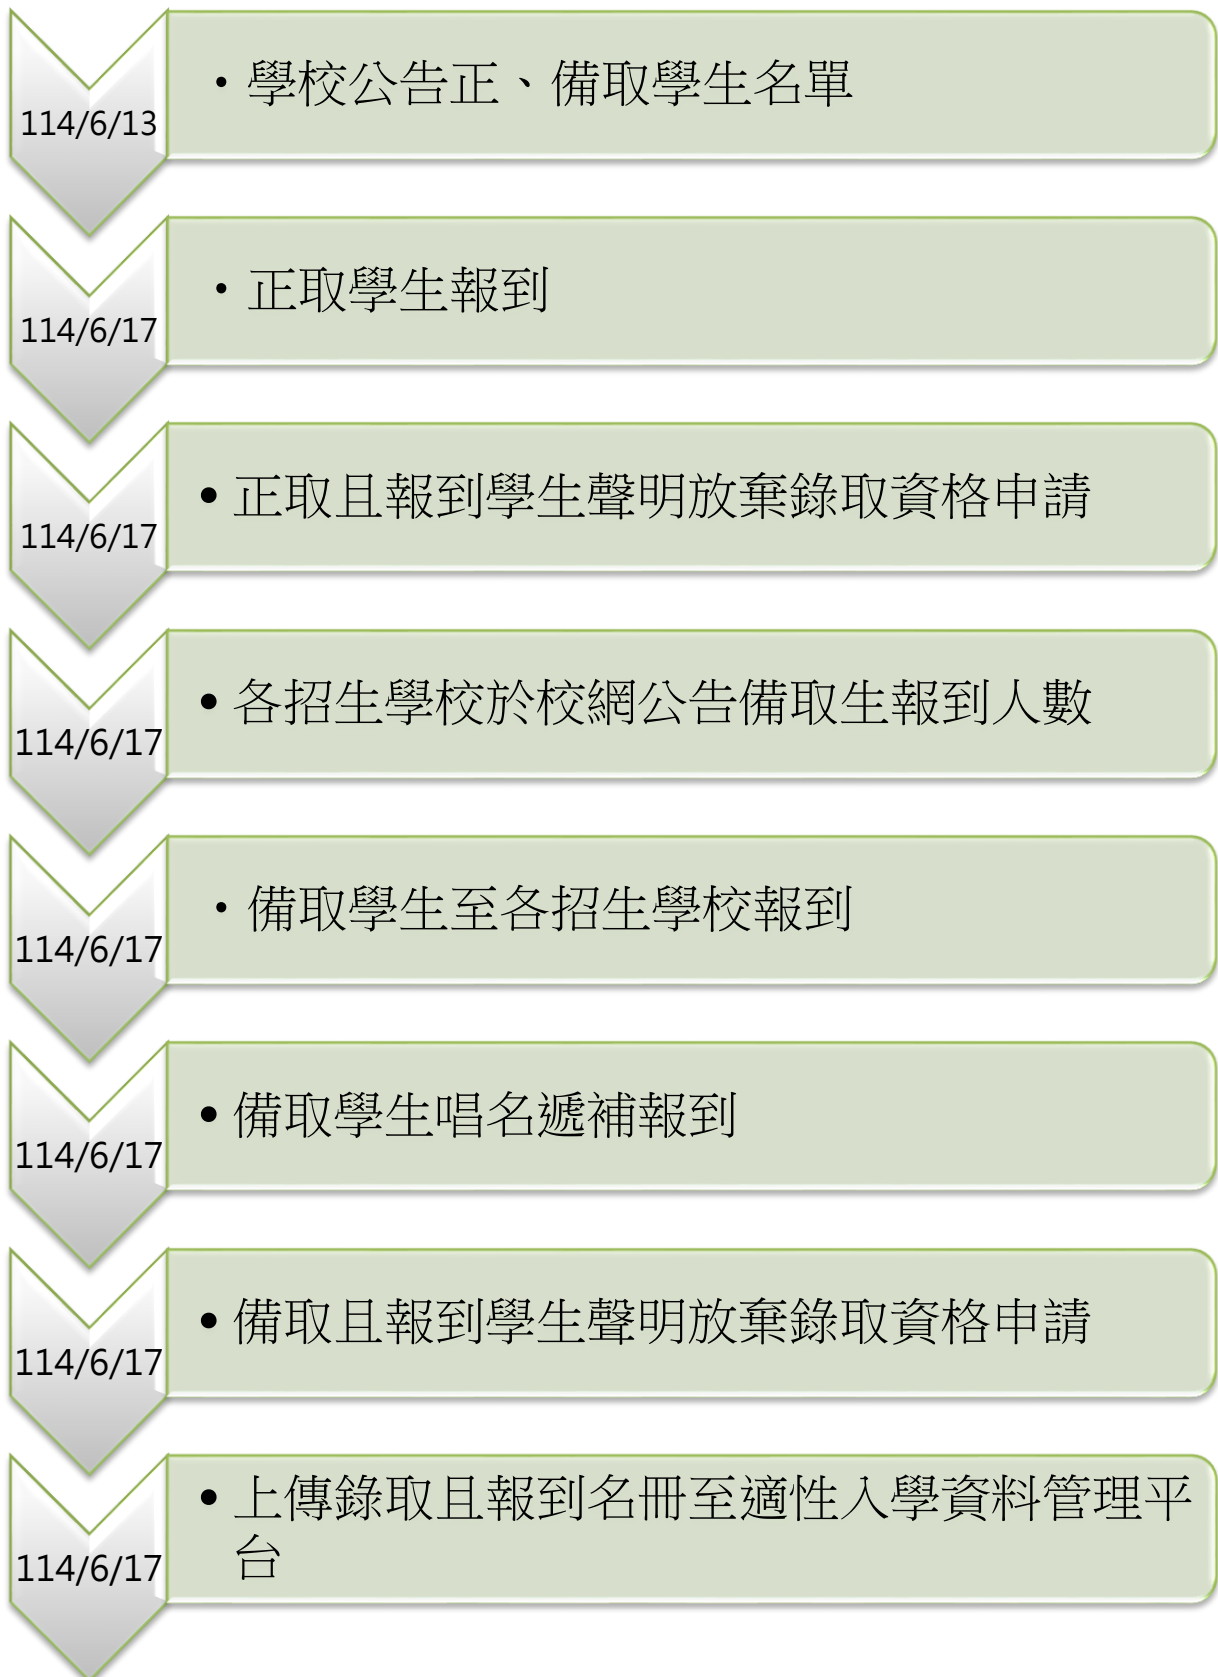 114/6/13
・學校公告正、備取學生名單
114/6/17
・正取學生報到
114/6/17
•正取且報到學生聲明放棄錄取資格申請
114/6/17
•各招生學校於校網公告備取生報到人數
114/6/17
・備取學生至各招生學校報到
114/6/17
•備取學生唱名遞補報到
114/6/17
•備取且報到學生聲明放棄錄取資格申請
114/6/17
•上傳錄取且報到名冊至適性入學資料管理平
台